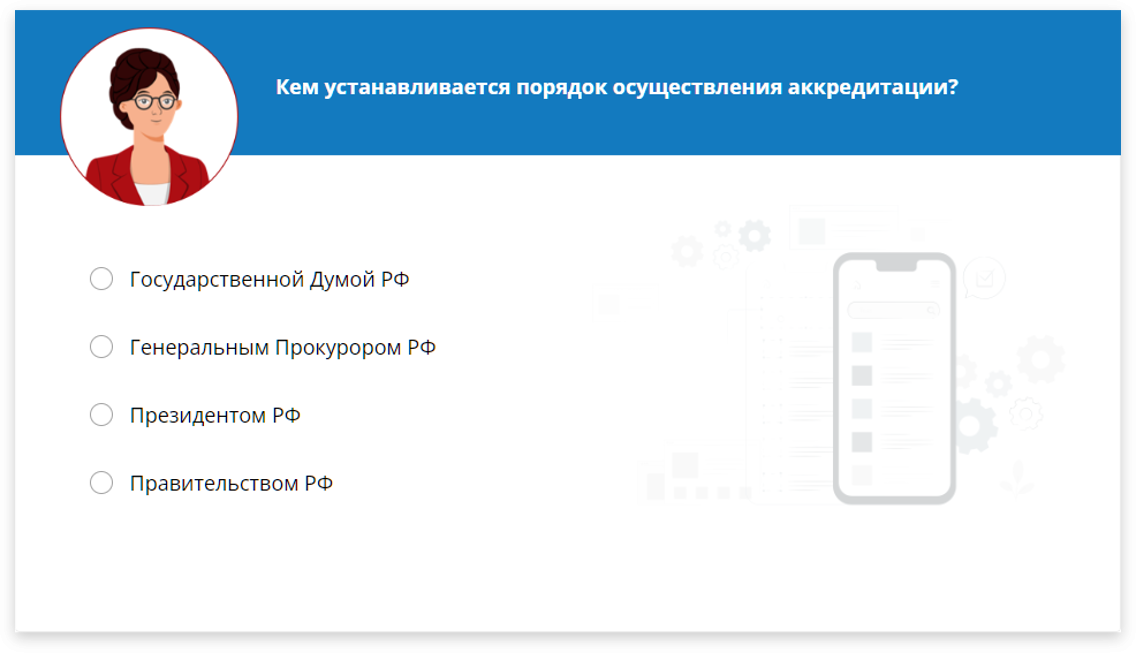 Кем устанавливается порядок осуществления аккредитации?
Государственной Думой РФ
Генеральным Прокурором РФ
Президентом РФ
Правительством РФ